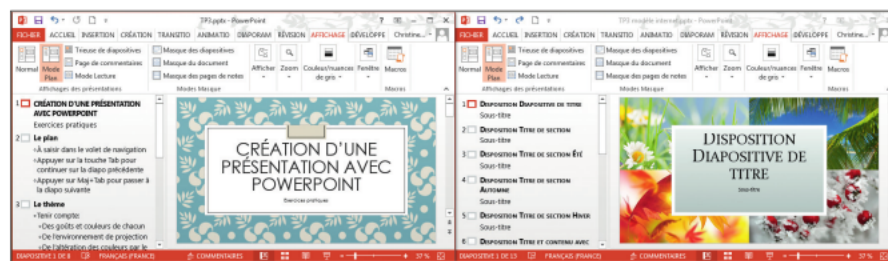 TP3.pptx - PowerPoint
FICHIER ACCUEIL INSERTION CRÉATION TRANSITIO ANIMATIO DIAPORAM RÉVISION AFFICHAGE DÉVELOPPE Christine...
Normal Mode Plan
Trieuse de diapositives
Page de commentaires
Mode Lecture
Affichages des présentations
Masque des diapositives
Masque du document
Masque des pages de notes
Modes Masque
Afficher Zoom Couleur/nuances de gris Fenêtre Macros
Macros
1 CRÉATION D'UNE PRÉSENTATION
AVEC POWERPOINT
Exercices pratiques
2 Le plan
À saisir dans le volet de navigation
Appuyer sur la touche Tab pour
continuer sur la diapo précédente
Appuyer sur Maj+Tab pour passer à
la diapo suivante
3 Le thème
Tenir compte:
Des goûts et couleurs de chacun
De l'environnement de projection
De l'altération des couleurs par le
CRÉATION D'UNE
PRÉSENTATION AVEC
POWERPOINT
Exercices pratiques
DIAPOSITIVE 1 DE 8 FRANÇAIS (FRANCE) COMMENTAIRES 37 %
TP3 modèle internet.pptx - PowerPoint
FICHIER ACCUEIL INSERTION CRÉATION TRANSITIO ANIMATIO DIAPORAM RÉVISION AFFICHAGE DÉVELOPPE Christine...
Normal Mode Plan
Trieuse de diapositives
Page de commentaires
Mode Lecture
Affichages des présentations
Masque des diapositives
Masque du document
Masque des pages de notes
Modes Masque
Afficher Zoom Couleur/nuances de gris Fenêtre Macros
Macros
1 DISPOSITION DIAPOSITIVE DE TITRE
Sous-titre
2 DISPOSITION TITRE DE SECTION
Sous-titre
3 DISPOSITION TITRE DE SECTION ÉTÉ
Sous-titre
4 DISPOSITION TITRE DE SECTION
AUTOMNE
Sous-titre
5 DISPOSITION TITRE DE SECTION HIVER
Sous-titre
6 DISPOSITION TITRE ET CONTENU AVEC
DISPOSITION
DIAPOSITIVE DE
TITRE
Sous-titre
DIAPOSITIVE 1 DE 13 FRANÇAIS (FRANCE) COMMENTAIRES 37 %